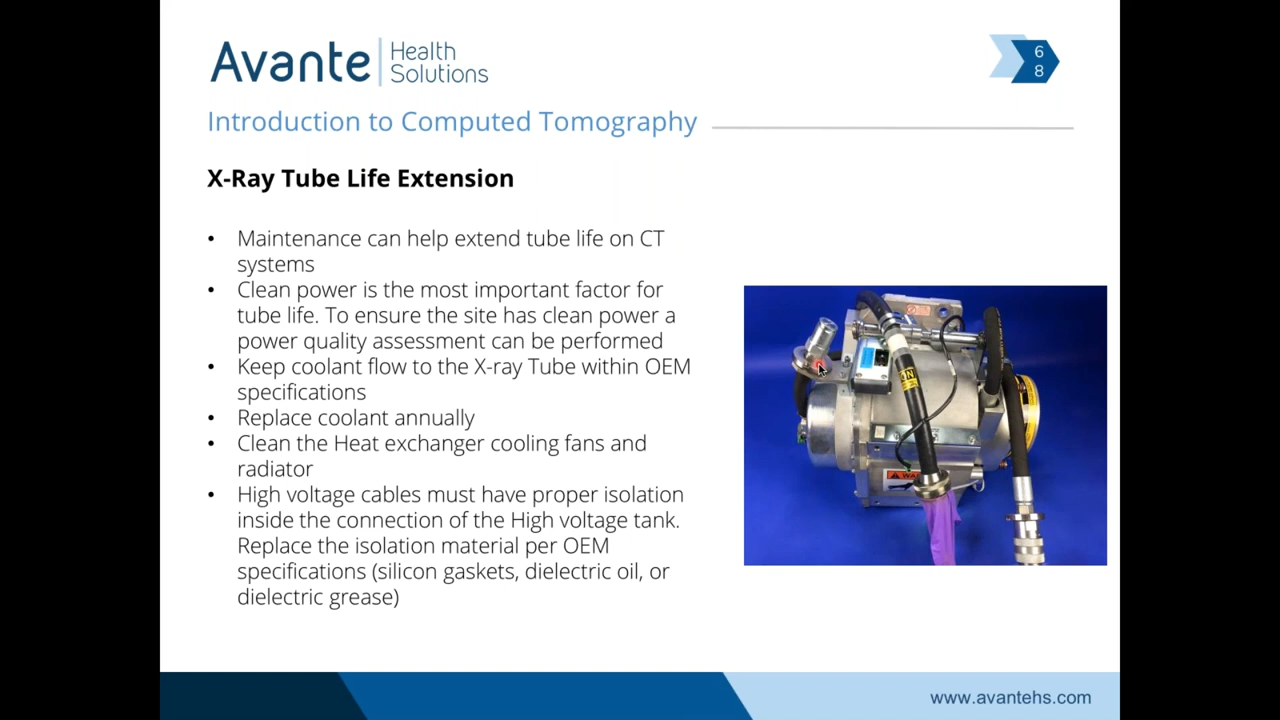 Avante Health
Solutions
6
8
Introduction to Computed Tomography
X-Ray Tube Life Extension
• Maintenance can help extend tube life on CT
systems
• Clean power is the most important factor for
tube life. To ensure the site has clean power a
power quality assessment can be performed
• Keep coolant flow to the X-ray Tube within OEM
specifications
• Replace coolant annually
• Clean the Heat exchanger cooling fans and
radiator
• High voltage cables must have proper isolation
inside the connection of the High voltage tank.
Replace the isolation material per OEM
specifications (silicon gaskets, dielectric oil, or
dielectric grease)
www.avantehs.com